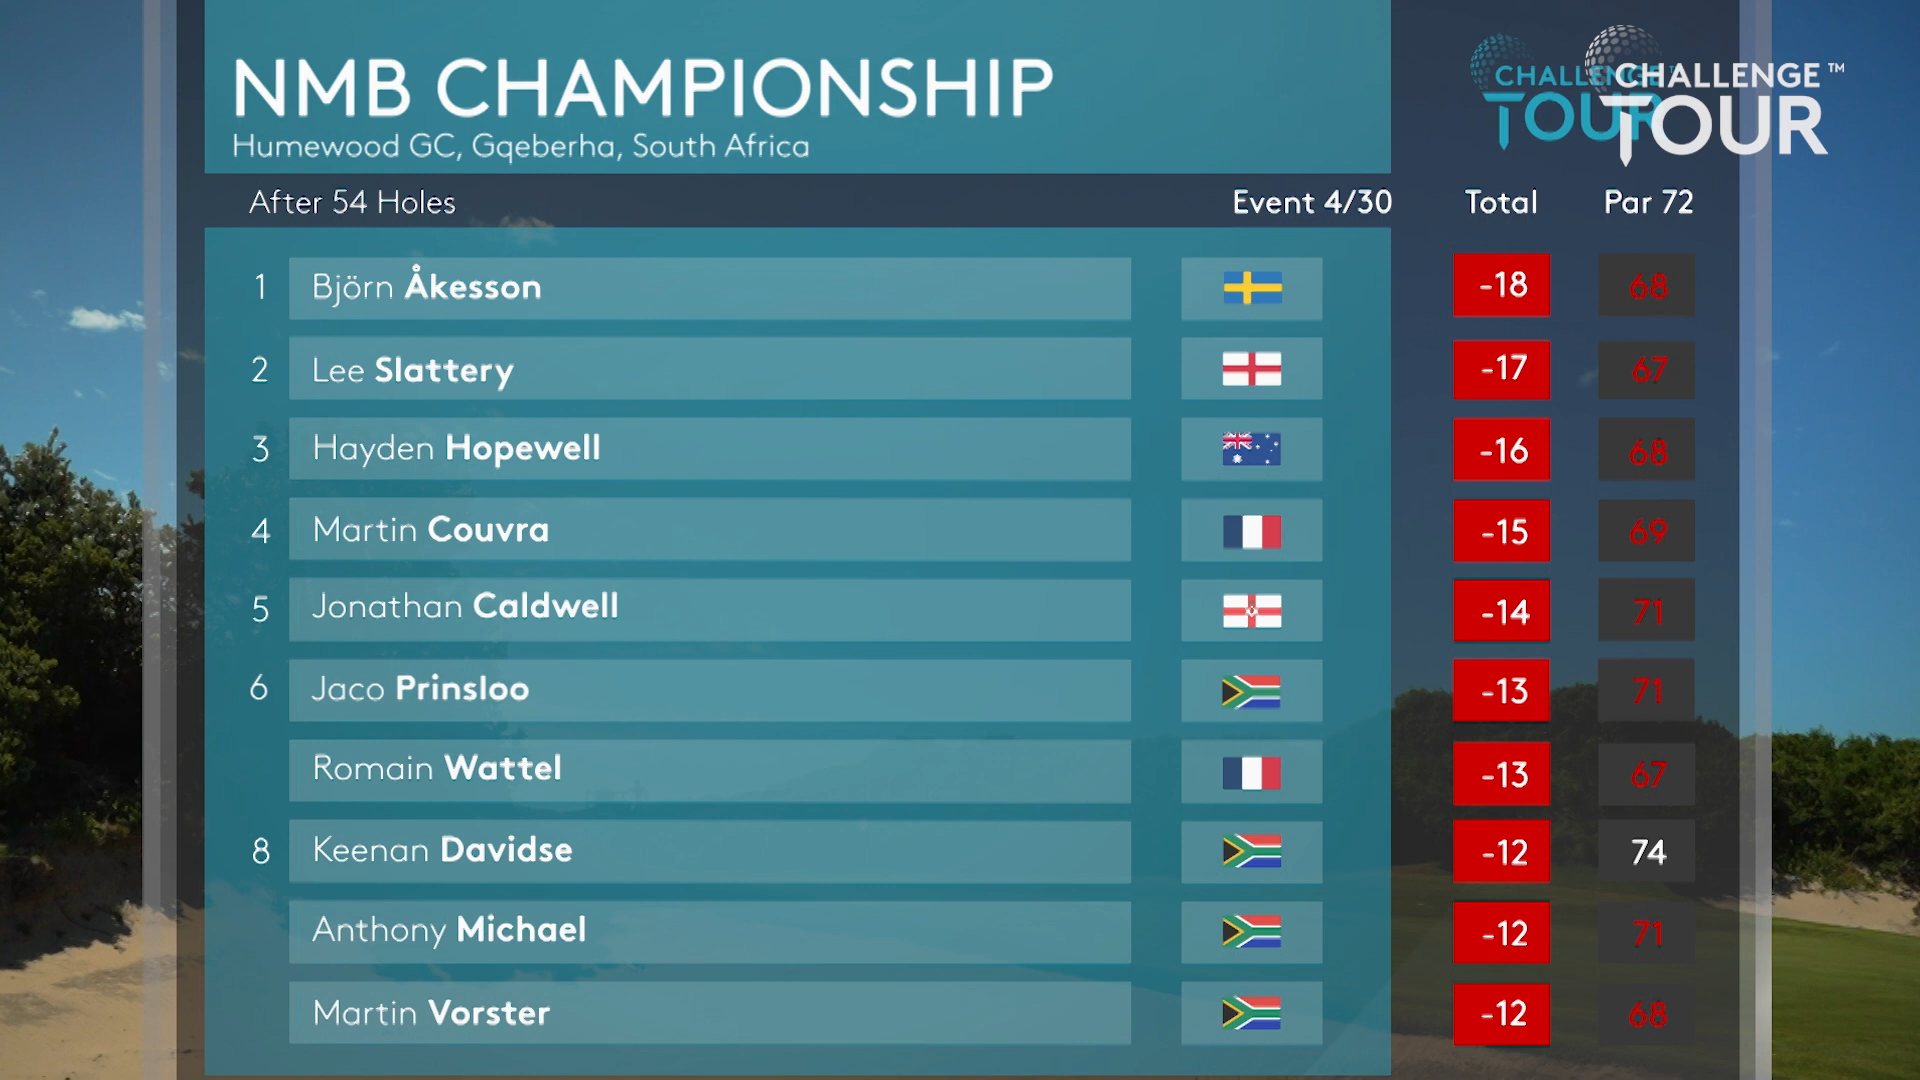 NMB CHAMPIONSHIP
Humewood GC, Gqeberha, South Africa
CHALLENGE
TOUR
CHALLENGE™
TOUR
After 54 Holes Event 4/30 Total Par 72
1 Björn Åkesson -18 68
2 Lee Slattery -17 67
3 Hayden Hopewell -16 68
4 Martin Couvra -15 69
5 Jonathan Caldwell -14 71
6 Jaco Prinsloo -13 71
Romain Wattel -13 67
8 Keenan Davidse -12 74
Anthony Michael -12 71
Martin Vorster -12 68